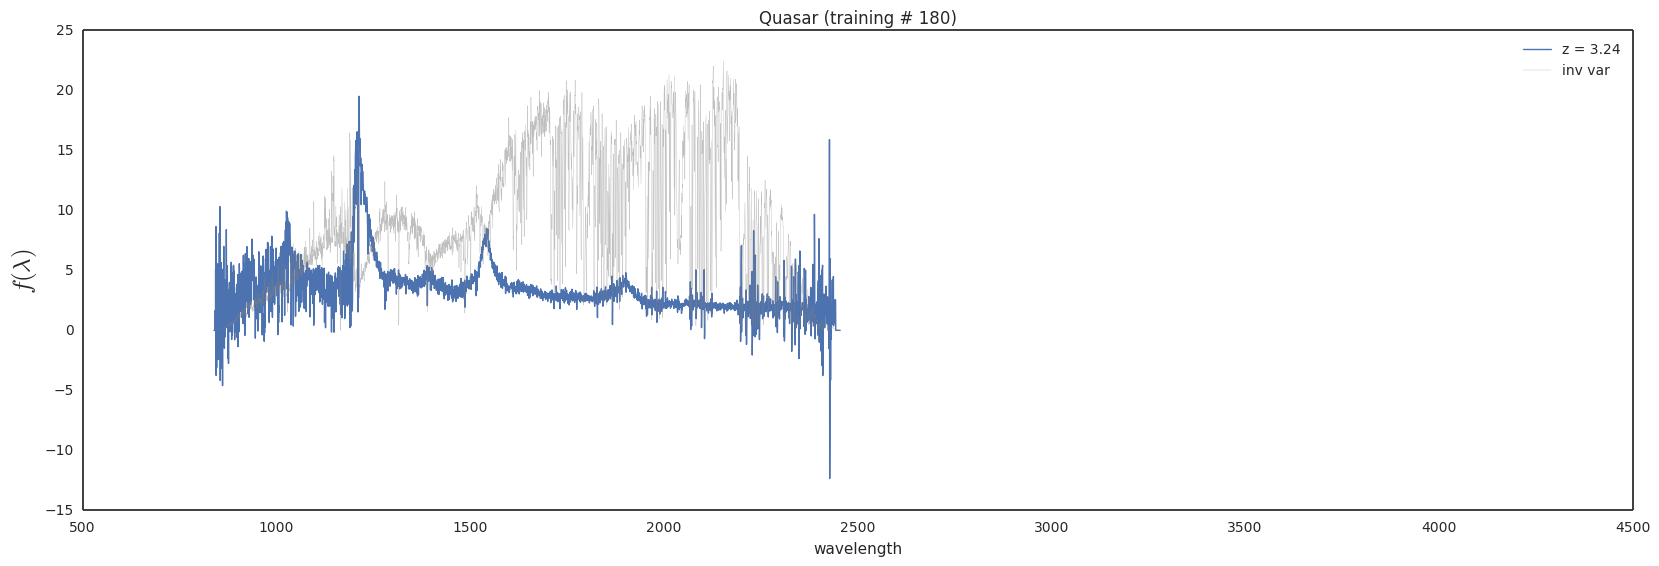 Quasar (training # 180)
z = 3.24
inv var
f(λ)
25
20
15
10
5
0
−5
−10
−15
500 1000 1500 2000 2500 3000 3500 4000 4500
wavelength